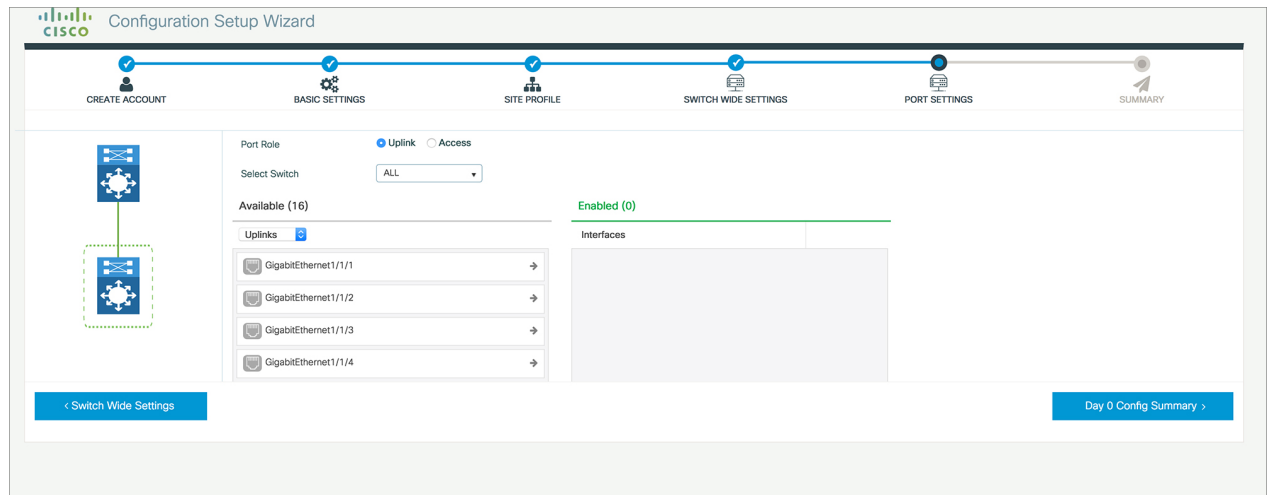 CISCO
Configuration Setup Wizard
CREATE ACCOUNT
BASIC SETTINGS
SITE PROFILE
SWITCH WIDE SETTINGS
PORT SETTINGS
SUMMARY
Port Role
Uplink
Access
Select Switch
ALL
Available (16)
Enabled (0)
Uplinks
Interfaces
GigabitEthernet1/1/1
GigabitEthernet1/1/2
GigabitEthernet1/1/3
GigabitEthernet1/1/4
< Switch Wide Settings
Day 0 Config Summary >